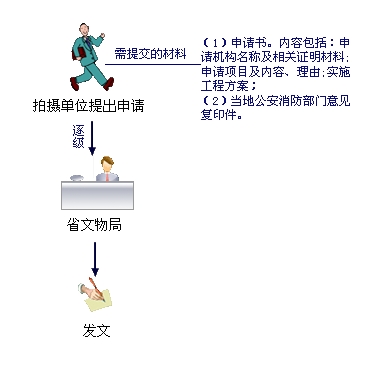 需提交的材料
（1）申请书。内容包括：申
请机构名称及相关证明材料;
申请项目及内容、理由;实施
工程方案；
（2）当地公安消防部门意见
复印件。
拍摄单位提出申请
逐级
省文物局
发文